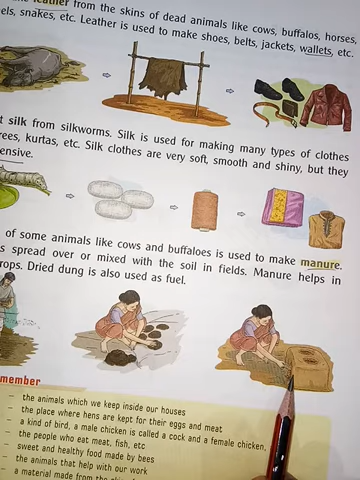 leather from the skins of dead animals like cows, buffalos, horses,
els, snakes, etc. Leather is used to make shoes, belts, jackets, wallets, etc.
t silk from silkworms. Silk is used for making many types of clothes
rees, kurtas, etc. Silk clothes are very soft, smooth and shiny, but they
ensive.
of some animals like cows and buffaloes is used to make manure.
s spread over or mixed with the soil in fields. Manure helps in
rops. Dried dung is also used as fuel.
member
– the animals which we keep inside our houses
– the place where hens are kept for their eggs and meat
– a kind of bird, a male chicken is called a cock and a female chicken,
– the people who eat meat, fish, etc
– sweet and healthy food made by bees
– the animals that help with our work
– a material made from the